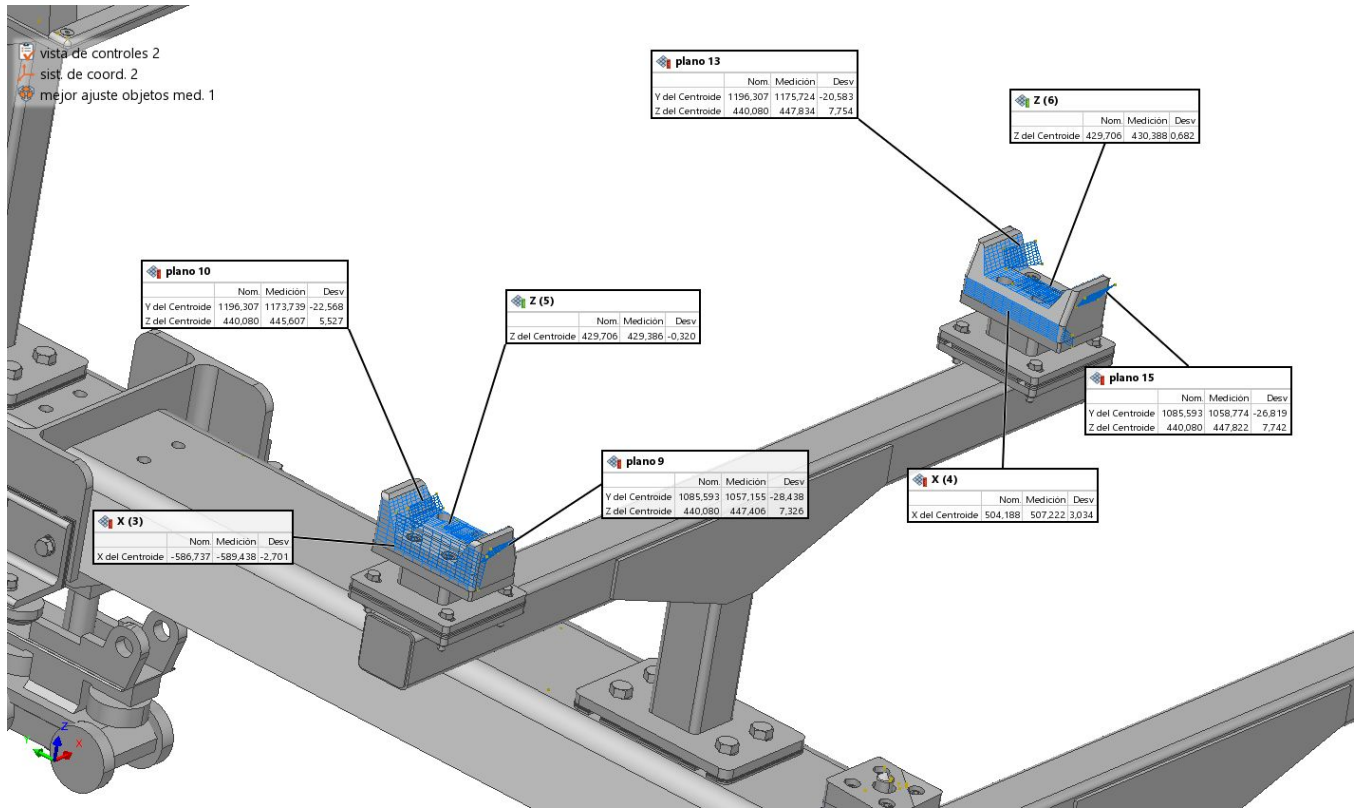 vista de controles 2
sist. de coord. 2
mejor ajuste objetos med. 1
plano 13
Nom. Medición Desv
Y del Centroide 1196,307 1175,724 -20,583
Z del Centroide 440,080 447,834 7,754
Z (6)
Nom. Medición Desv
Z del Centroide 429,706 430,388 0,682
plano 10
Nom. Medición Desv
Y del Centroide 1196,307 1173,739 -22,568
Z del Centroide 440,080 445,607 5,527
Z (5)
Nom. Medición Desv
Z del Centroide 429,706 429,386 -0,320
plano 15
Nom. Medición Desv
Y del Centroide 1085,593 1058,774 -26,819
Z del Centroide 440,080 447,822 7,742
plano 9
Nom. Medición Desv
Y del Centroide 1085,593 1057,155 -28,438
Z del Centroide 440,080 447,406 7,326
X (4)
Nom. Medición Desv
X del Centroide 504,188 507,222 3,034
X (3)
Nom. Medición Desv
X del Centroide -586,737 -589,438 -2,701
Z
Y
X